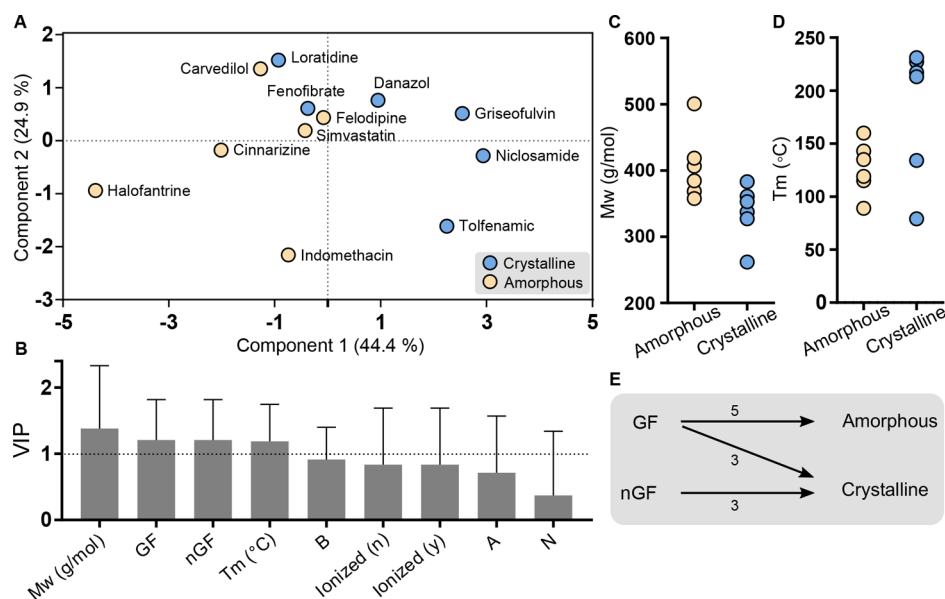 A
2
1
0
-1
-2
-3
-5
-3
-1
1
3
5
Component 2 (24.9 %)
Component 1 (44.4 %)
Loratidine
Carvedilol
Danazol
Fenofibrate
Griseofulvin
Felodipine
Simvastatin
Cinnarizine
Niclosamide
Halofantrine
Tolfenamic
Indomethacin
Crystalline
Amorphous
C
600
500
400
300
200
Mw (g/mol)
Amorphous
Crystalline
D
250
200
150
100
50
0
Tm (°C)
Amorphous
Crystalline
B
2
1
0
VIP
Mw (g/mol)
GF
nGF
Tm (°C)
B
Ionized (n)
Ionized (y)
A
N
E
GF
5
Amorphous
3
nGF
3
Crystalline